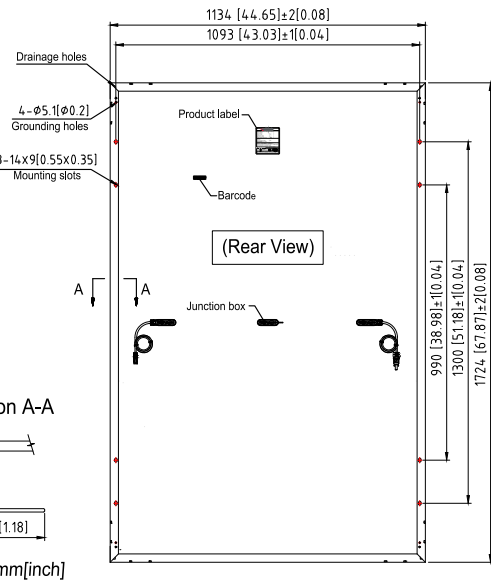 1134 [44.65]±2[0.08]
1093 [43.03]±1[0.04]
Drainage holes
4-Φ5.1[Φ0.2]
Grounding holes
Product label
-14x9[0.55x0.35]
Mounting slots
Barcode
(Rear View)
A
A
Junction box
990 [38.98]±1[0.04]
1300 [51.18]±1[0.04]
1724 [67.87]±2[0.08]
on A-A
[1.18]
mm[inch]